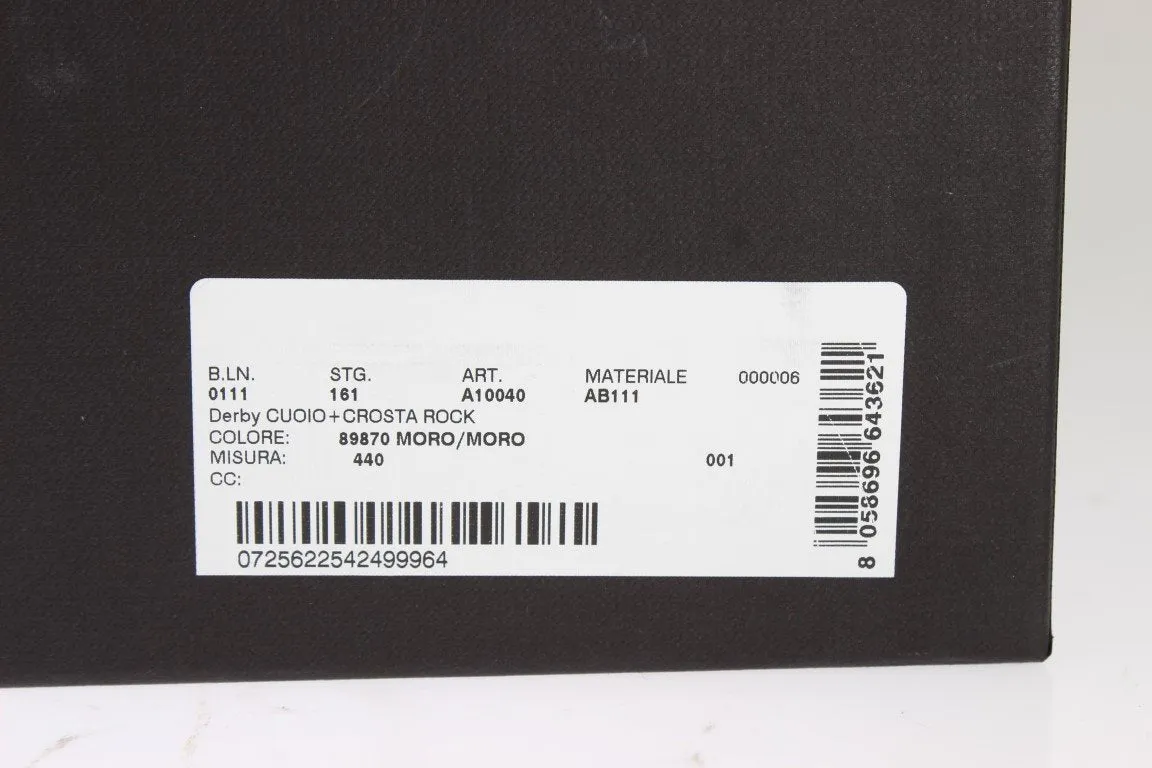 B.LN. STG. ART. MATERIALE 000006
0111 161 A10040 AB111
Derby CUOIO+CROSTA ROCK
COLORE: 89870 MORO/MORO
MISURA: 440 001
CC:
0725622542499964
8 058696 643621